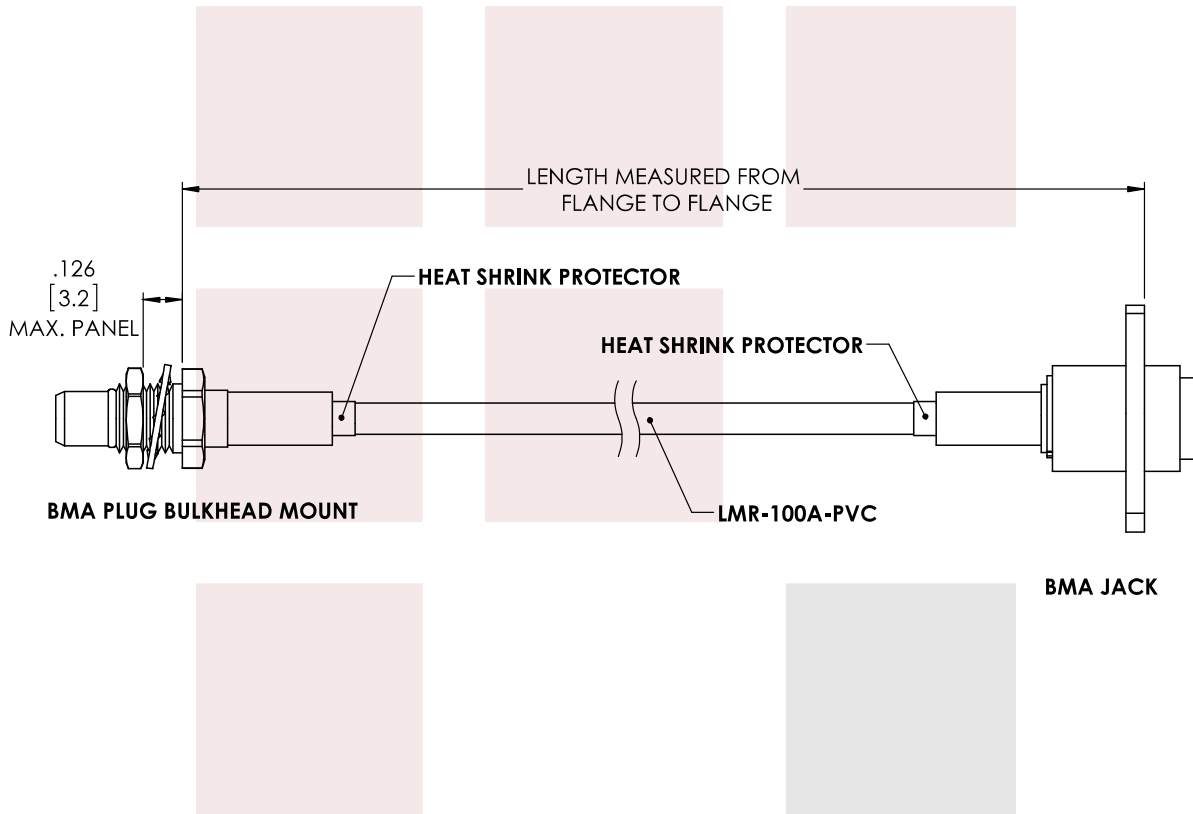 LENGTH MEASURED FROM
FLANGE TO FLANGE
.126
[3.2]
MAX. PANEL
HEAT SHRINK PROTECTOR
HEAT SHRINK PROTECTOR
BMA PLUG BULKHEAD MOUNT
LMR-100A-PVC
BMA JACK